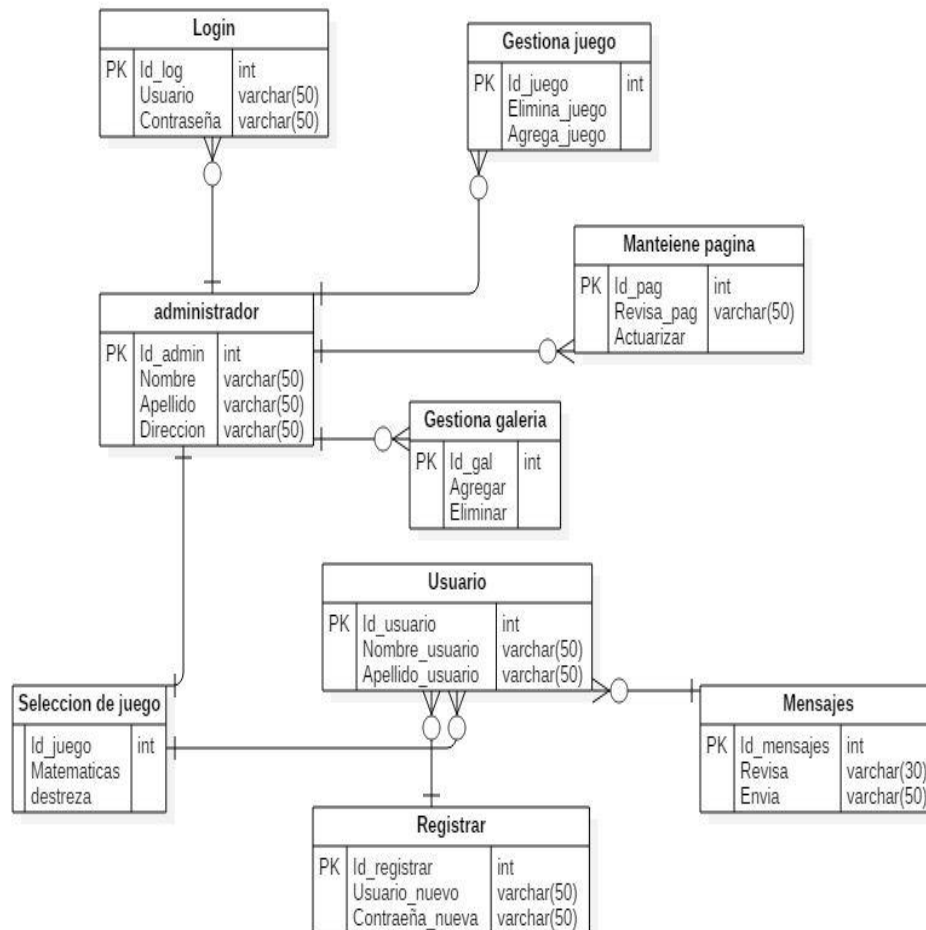 Login
PK Id_log int
Usuario varchar(50)
Contraseña varchar(50)
Gestiona juego
PK Id_juego int
Elimina_juego
Agrega_juego
Manteiene pagina
PK Id_pag int
Revisa_pag varchar(50)
Actuarizar
administrador
PK Id_admin int
Nombre varchar(50)
Apellido varchar(50)
Direccion varchar(50)
Gestiona galeria
PK Id_gal int
Agregar
Eliminar
Usuario
PK Id_usuario int
Nombre_usuario varchar(50)
Apellido_usuario varchar(50)
Seleccion de juego
Id_juego int
Matematicas
destreza
Mensajes
PK Id_mensajes int
Revisa varchar(30)
Envia varchar(50)
Registrar
PK Id_registrar int
Usuario_nuevo varchar(50)
Contraeña_nueva varchar(50)